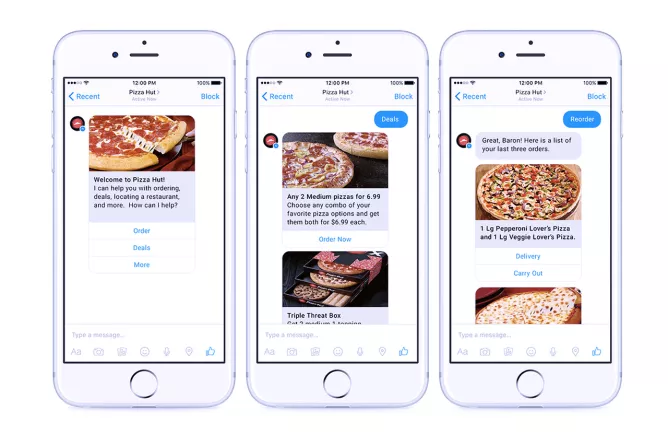 12:00 PM
100%
Recent
Pizza Hut
Active Now
Block
Welcome to Pizza Hut!
I can help you with ordering,
deals, locating a restaurant,
and more. How can I help?
Order
Deals
More
Type a message...
Aa
12:00 PM
100%
Recent
Pizza Hut
Active Now
Block
Deals
Any 2 Medium pizzas for 6.99
Choose any combo of your
favorite pizza options and get
them both for $6.99 each.
Order Now
Triple Threat Box
Get 2 medium 1 topping
Type a message...
Aa
12:00 PM
100%
Recent
Pizza Hut
Active Now
Block
Reorder
Great, Baron! Here is a list of
your last three orders.
1 Lg Pepperoni Lover's Pizza
and 1 Lg Veggie Lover's Pizza.
Delivery
Carry Out
Type a message...
Aa